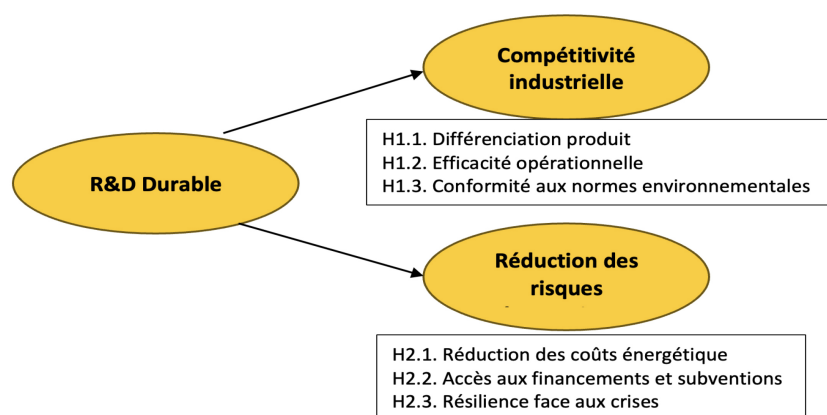 Compétitivité
industrielle
H1.1. Différenciation produit
H1.2. Efficacité opérationnelle
H1.3. Conformité aux normes environnementales
R&D Durable
Réduction des
risques
H2.1. Réduction des coûts énergétique
H2.2. Accès aux financements et subventions
H2.3. Résilience face aux crises